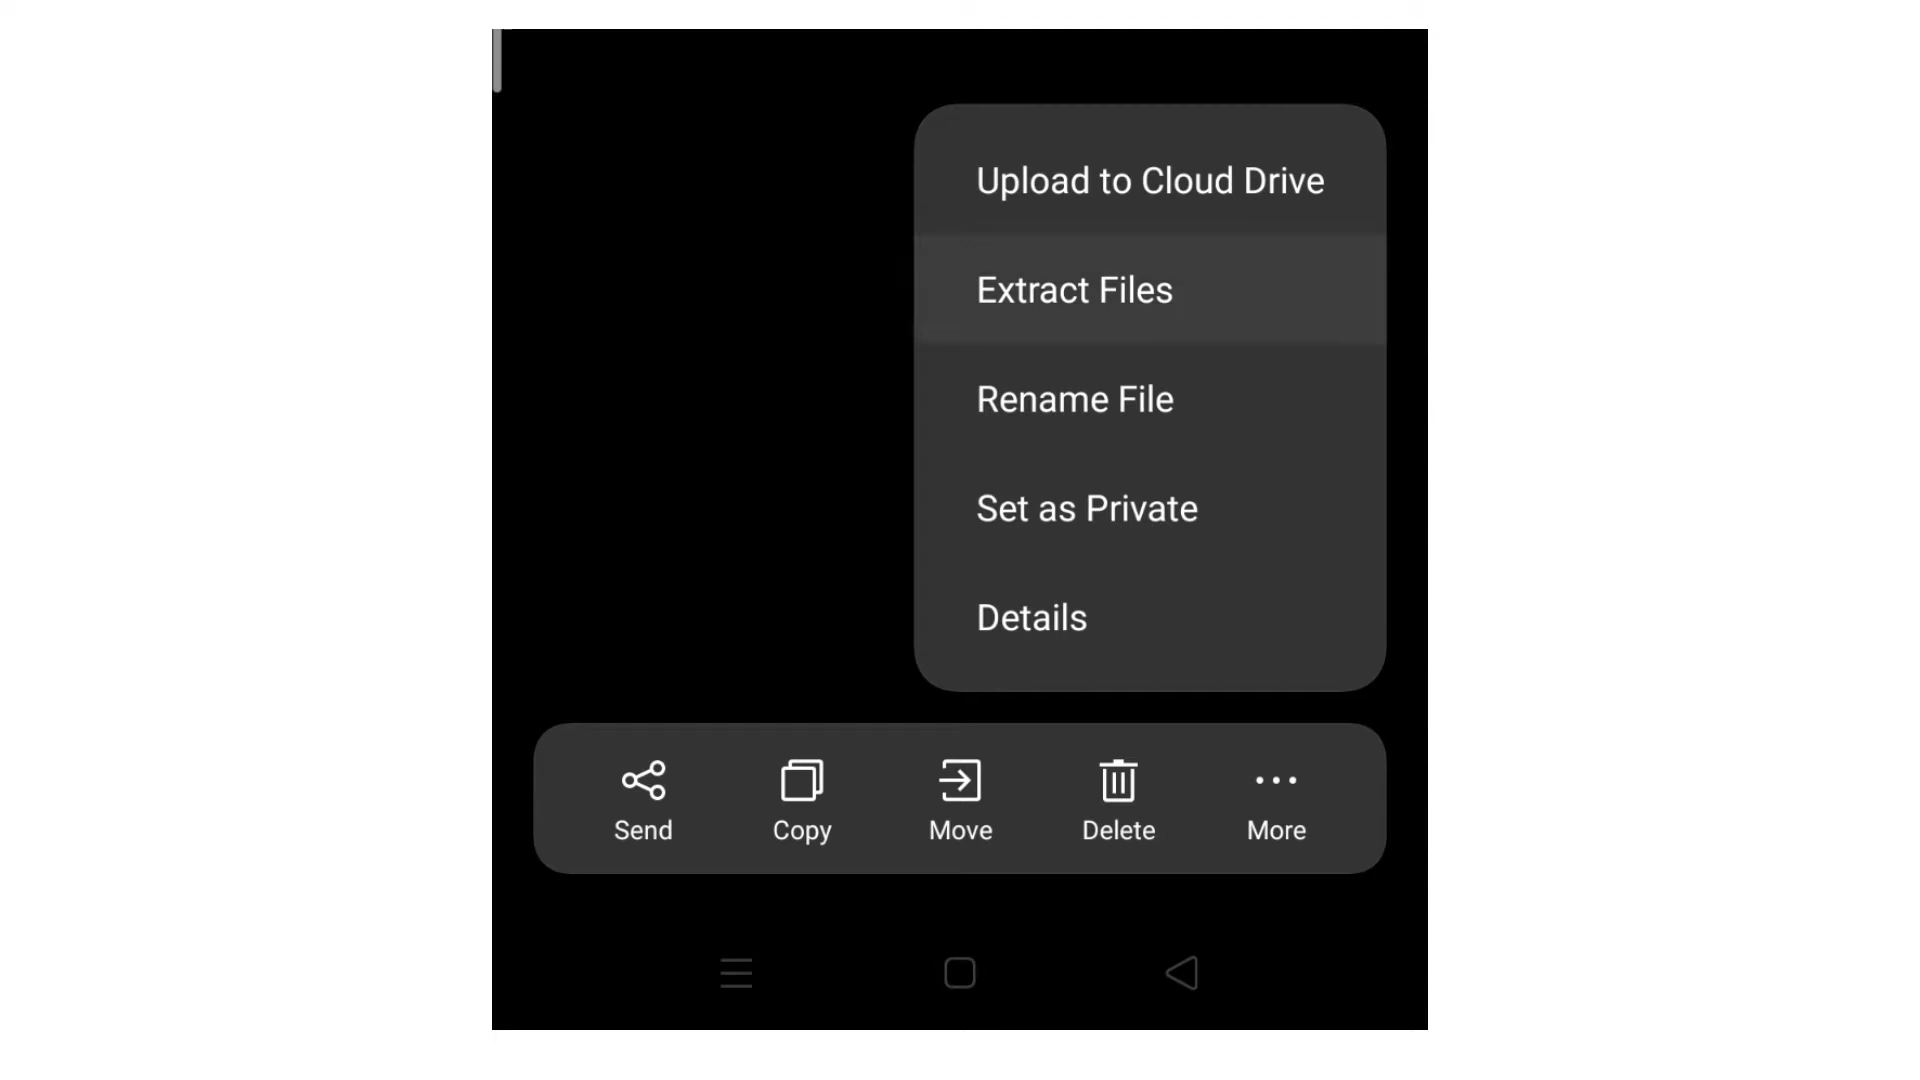 Upload to Cloud Drive
Extract Files
Rename File
Set as Private
Details
Send
Copy
Move
Delete
More